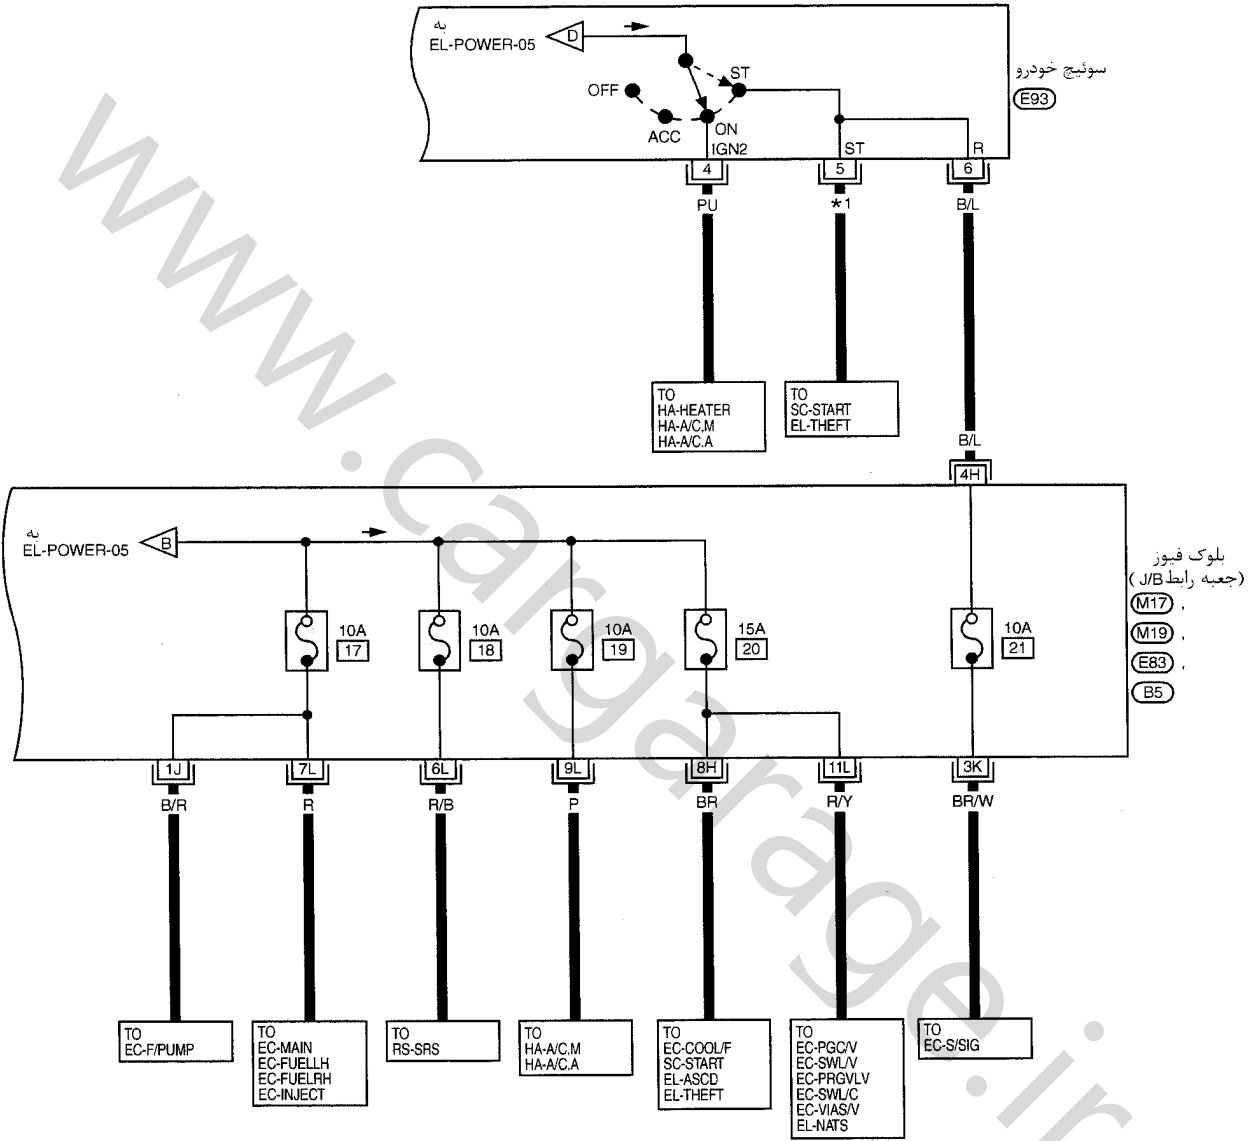 به
EL-POWER-05
D
OFF
ACC
ON
ST
IGN2
ST
R
سوئیچ خودرو
E93
4
5
6
PU
★1
B/L
TO
HA-HEATER
HA-A/C,M
HA-A/C.A
TO
SC-START
EL-THEFT
B/L
4H
به
EL-POWER-05
B
بلوک فیوز
(جعبه رابط J/B)
M17 ,
M19 ,
E83 ,
B5
10A
17
10A
18
10A
19
15A
20
10A
21
1J
7L
6L
9L
8H
11L
3K
B/R
R
R/B
P
BR
R/Y
BR/W
TO
EC-F/PUMP
TO
EC-MAIN
EC-FUELLH
EC-FUELRH
EC-INJECT
TO
RS-SRS
TO
HA-A/C,M
HA-A/C.A
TO
EC-COOL/F
SC-START
EL-ASCD
EL-THEFT
TO
EC-PGC/V
EC-SWL/V
EC-PRGVLV
EC-SWL/C
EC-VIAS/V
EL-NATS
TO
EC-S/SIG
www.cargarage.ir